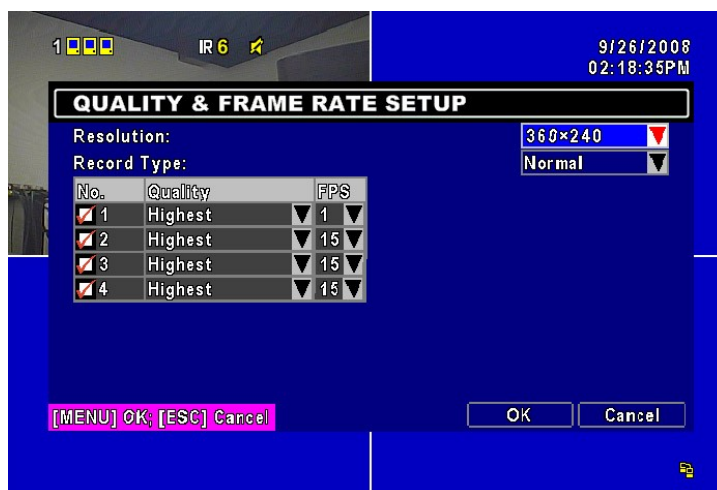 1 IR 6 9/26/2008
02:18:35PM
QUALITY & FRAME RATE SETUP
Resolution: 360×240
Record Type: Normal
No. Quality FPS
1 Highest 1
2 Highest 15
3 Highest 15
4 Highest 15
[MENU] OK; [ESC] Cancel OK Cancel